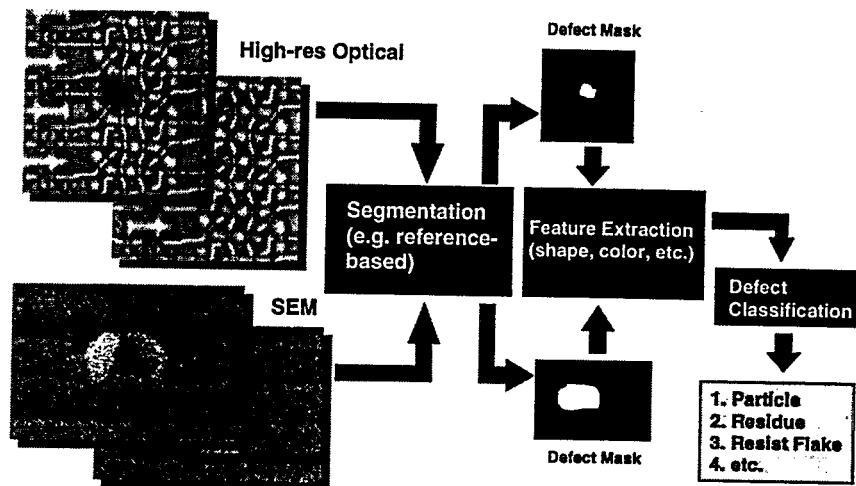 High-res Optical
Defect Mask
Segmentation
(e.g. reference-
based)
Feature Extraction
(shape, color, etc.)
Defect
Classification
SEM
Defect Mask
1. Particle
2. Residue
3. Resist Flake
4. etc.